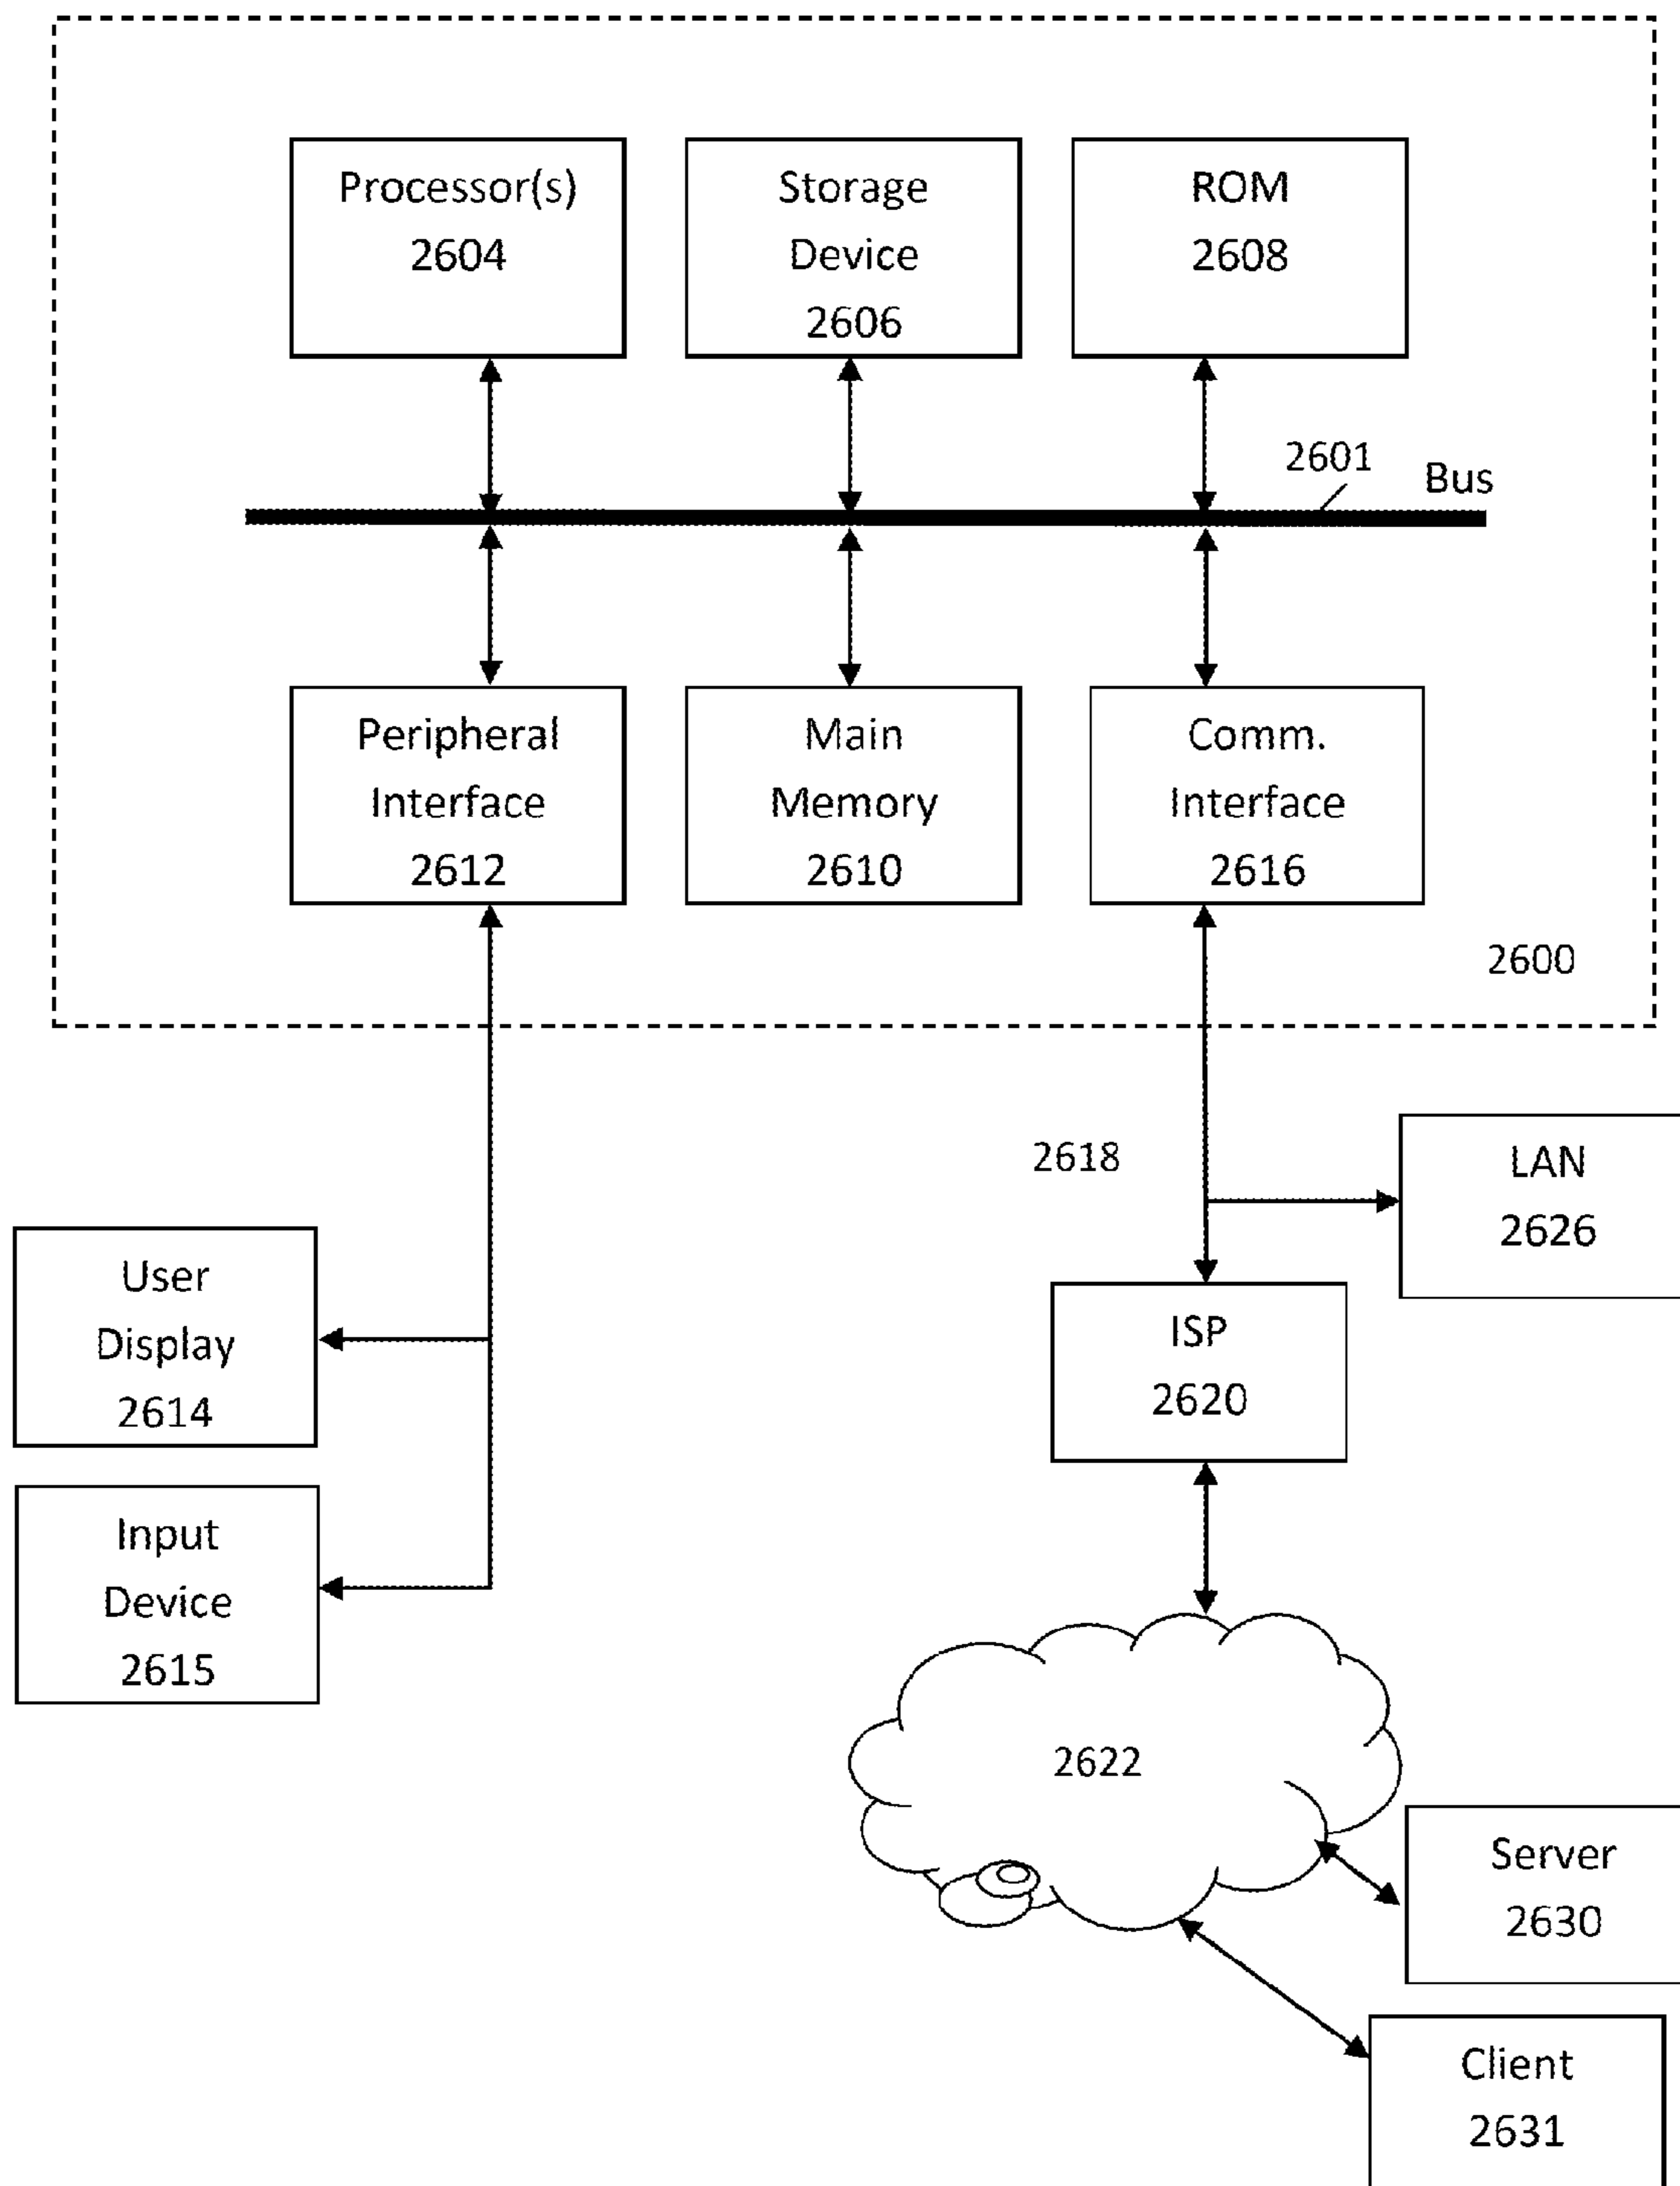 Processor(s)
2604
Storage
Device
2606
ROM
2608
2601
Bus
Peripheral
Interface
2612
Main
Memory
2610
Comm.
Interface
2616
2600
2618
LAN
2626
User
Display
2614
ISP
2620
Input
Device
2615
2622
Server
2630
Client
2631